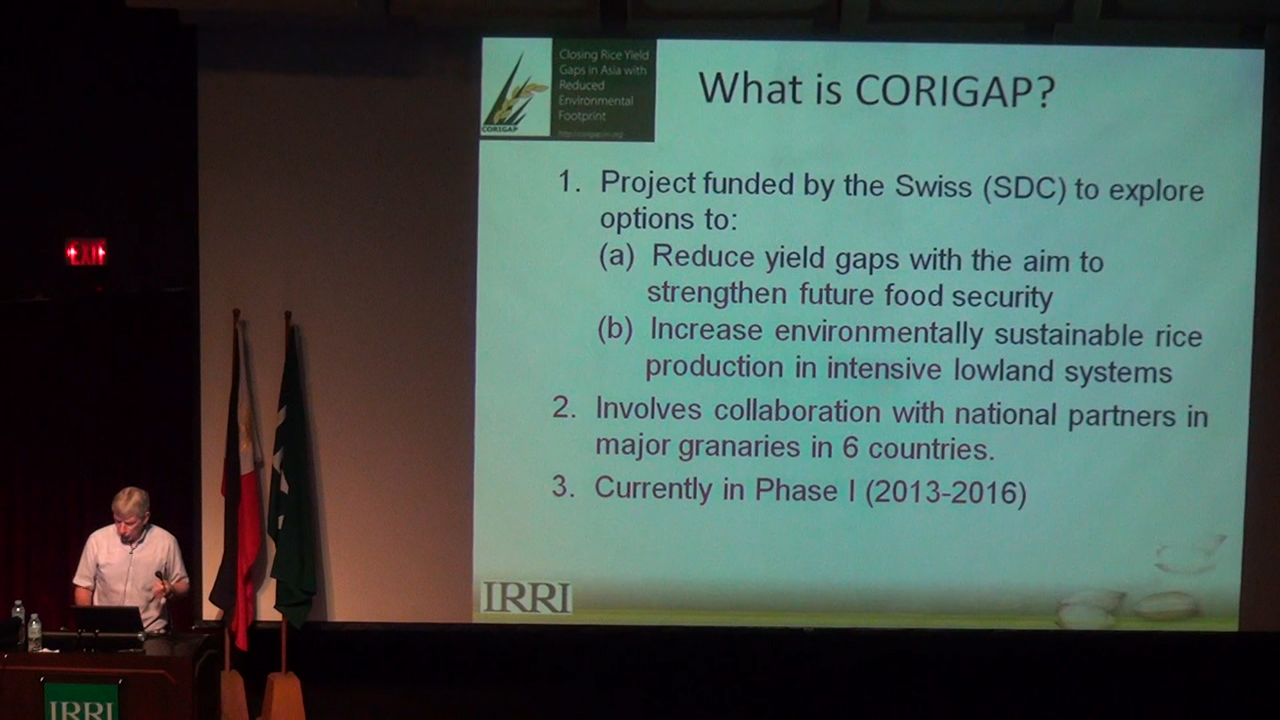 Closing Rice Yield
Gaps in Asia with
Reduced
Environmental
Footprint
CORIGAP
What is CORIGAP?
1. Project funded by the Swiss (SDC) to explore
options to:
(a) Reduce yield gaps with the aim to
strengthen future food security
(b) Increase environmentally sustainable rice
production in intensive lowland systems
2. Involves collaboration with national partners in
major granaries in 6 countries.
3. Currently in Phase I (2013-2016)
IRRI
EXIT
IRRI